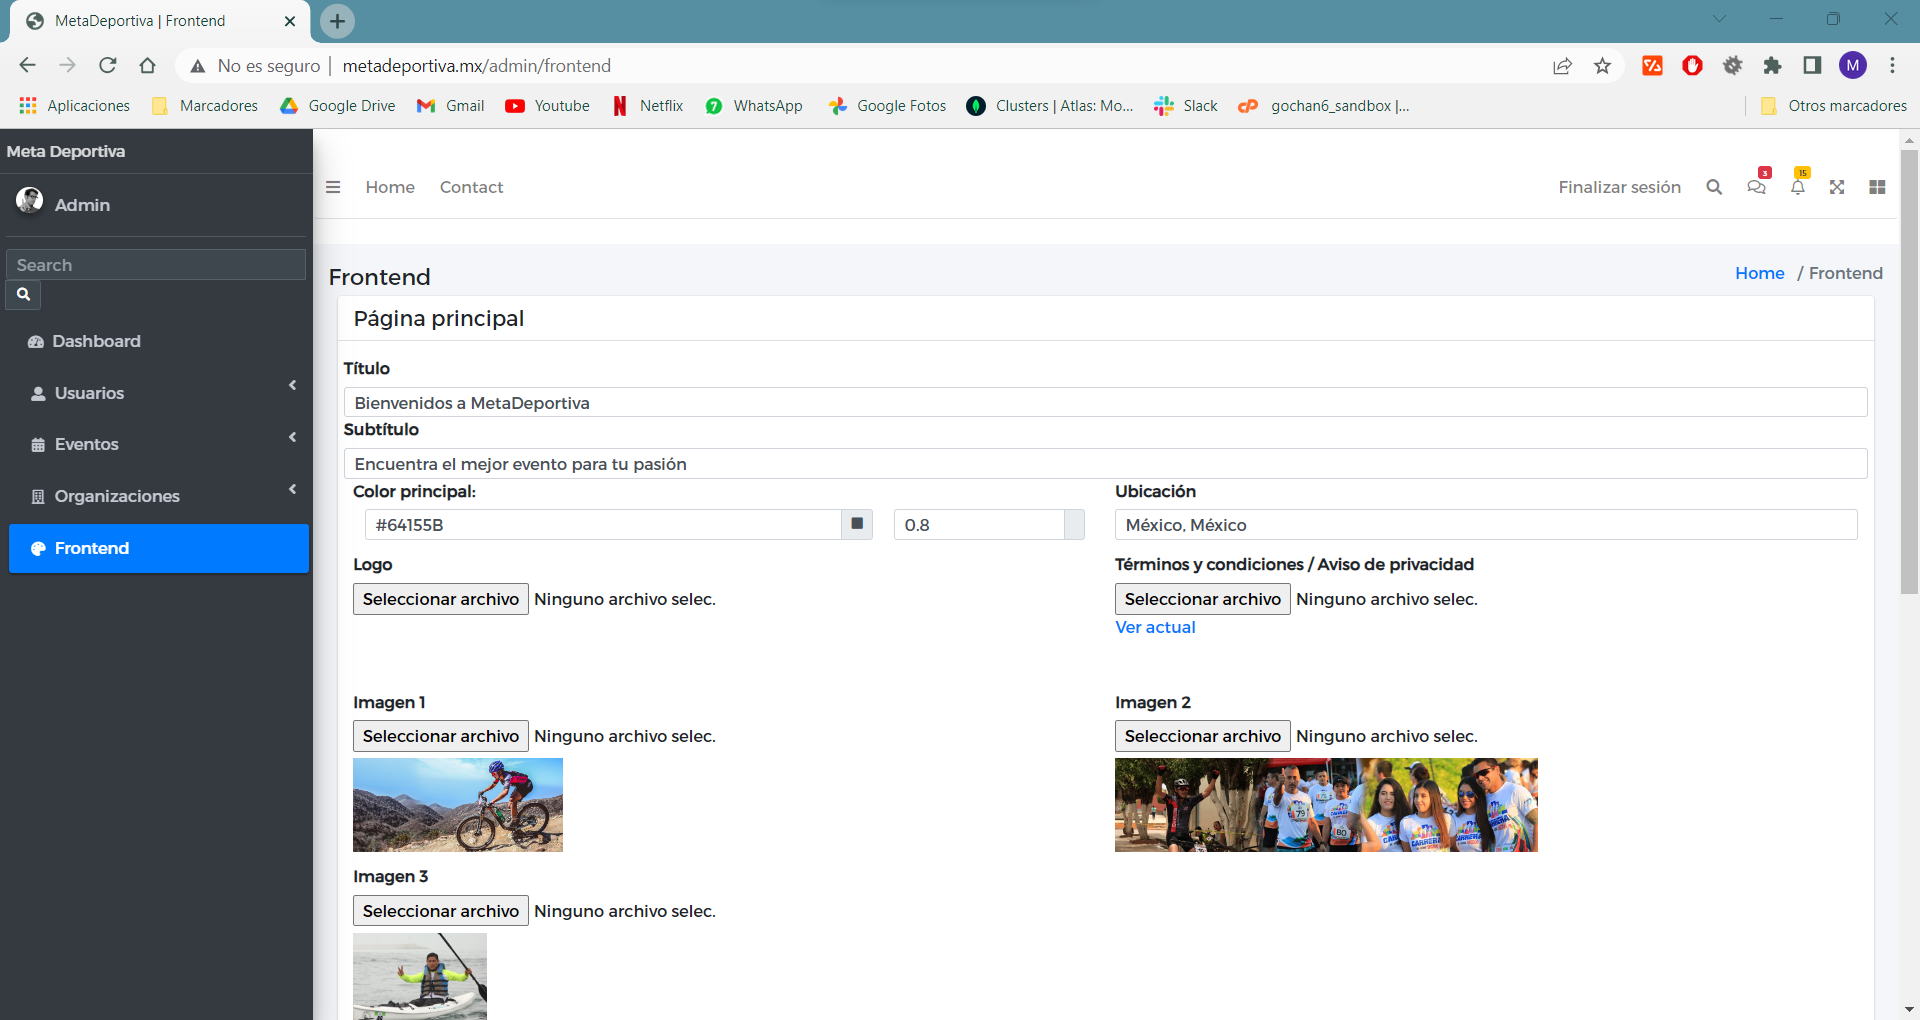 MetaDeportiva | Frontend
No es seguro | metadeportiva.mx/admin/frontend
M
Aplicaciones Marcadores Google Drive Gmail Youtube Netflix WhatsApp Google Fotos Clusters | Atlas: Mo... Slack gochan6_sandbox |... Otros marcadores
Meta Deportiva
Admin
Search
Dashboard
Usuarios
Eventos
Organizaciones
Frontend
Home Contact Finalizar sesión 3 15
Frontend
Home / Frontend
Página principal
Título
Bienvenidos a MetaDeportiva
Subtítulo
Encuentra el mejor evento para tu pasión
Color principal: Ubicación
#64155B 0.8 México, México
Logo Términos y condiciones / Aviso de privacidad
Seleccionar archivo Ninguno archivo selec. Seleccionar archivo Ninguno archivo selec.
Ver actual
Imagen 1 Imagen 2
Seleccionar archivo Ninguno archivo selec. Seleccionar archivo Ninguno archivo selec.
79
80
CARRERA
CARRERA
Imagen 3
Seleccionar archivo Ninguno archivo selec.